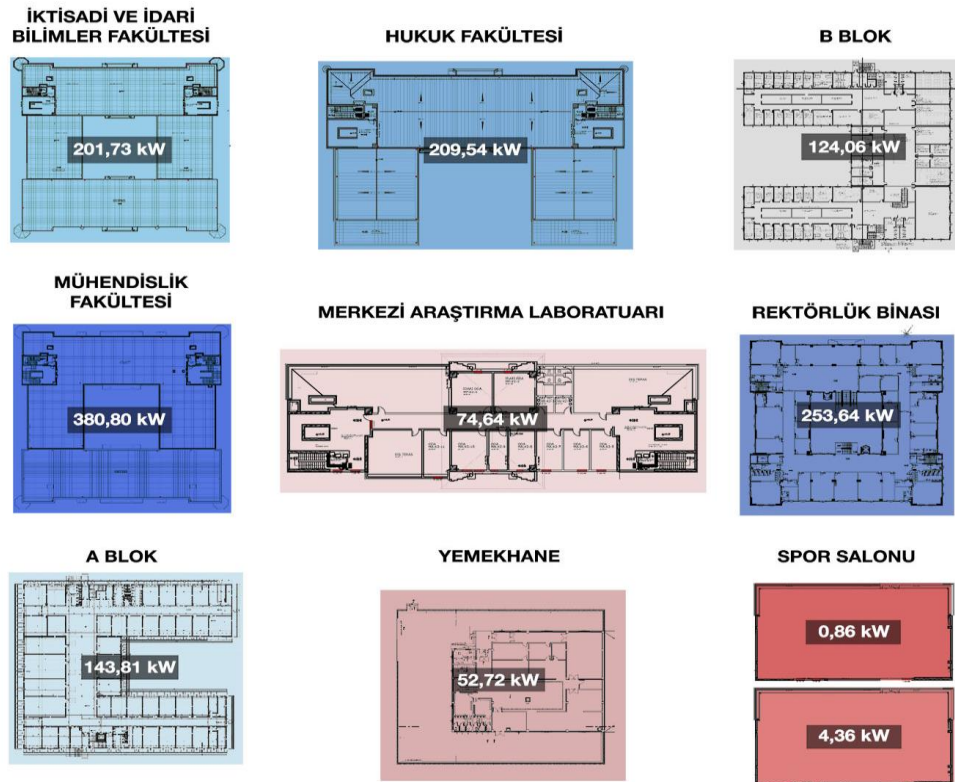 İKTİSADİ VE İDARİ
BİLİMLER FAKÜLTESİ
201,73 kW
HUKUK FAKÜLTESİ
209,54 kW
B BLOK
124,06 kW
MÜHENDİSLİK
FAKÜLTESİ
380,80 kW
MERKEZİ ARAŞTIRMA LABORATUARI
74,64 kW
REKTÖRLÜK BİNASI
253,64 kW
A BLOK
143,81 kW
YEMEKHANE
52,72 kW
SPOR SALONU
0,86 kW
4,36 kW